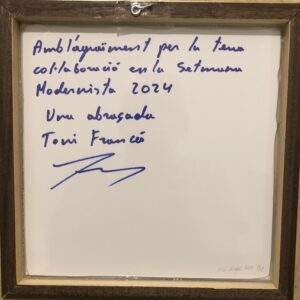 Amb l'agraïment per la teva
col·laboració en la Setmana
Modernista 2024
Una abraçada
Toni Francés